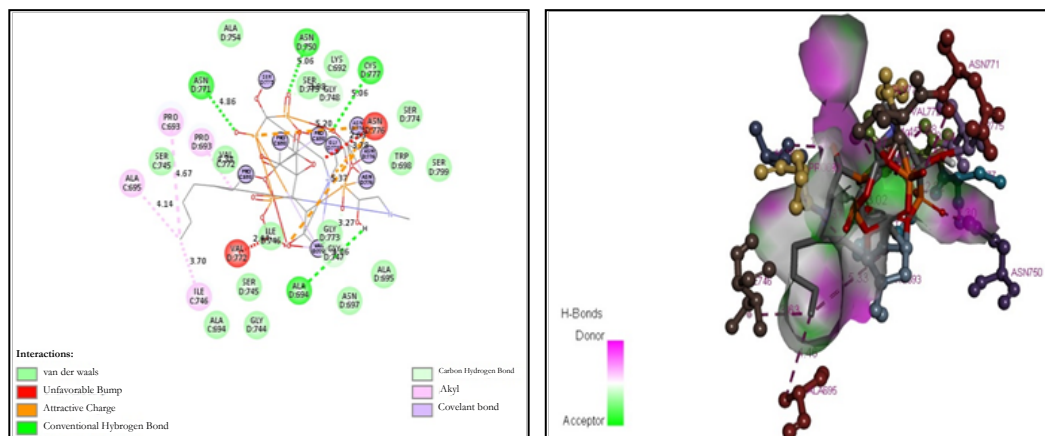 ALA
D:754
ASN
D:750
LYS
C:692
CYS
D:777
5.06
5.06
GLY
D:748
ASN
D:771
4.86
SER
D:774
5.20
ASN
D:776
PRO
C:693
PRO
D:693
SER
C:745
VAL
C:772
TRP
D:698
SER
D:799
4.67
5.37
ALA
C:695
4.14
3.27
GLY
D:773
ILE
D:746
VAL
D:772
3.70
ALA
D:695
SER
D:745
ALA
D:694
ASN
D:697
ILE
C:746
ALA
C:694
GLY
D:744
Interactions:
van der waals
Unfavorable Bump
Attractive Charge
Conventional Hybrogen Bond
Carbon Hydrogen Bond
Akyl
Covelant bond
ASN771
ASN750
H-Bonds
Donor
Acceptor